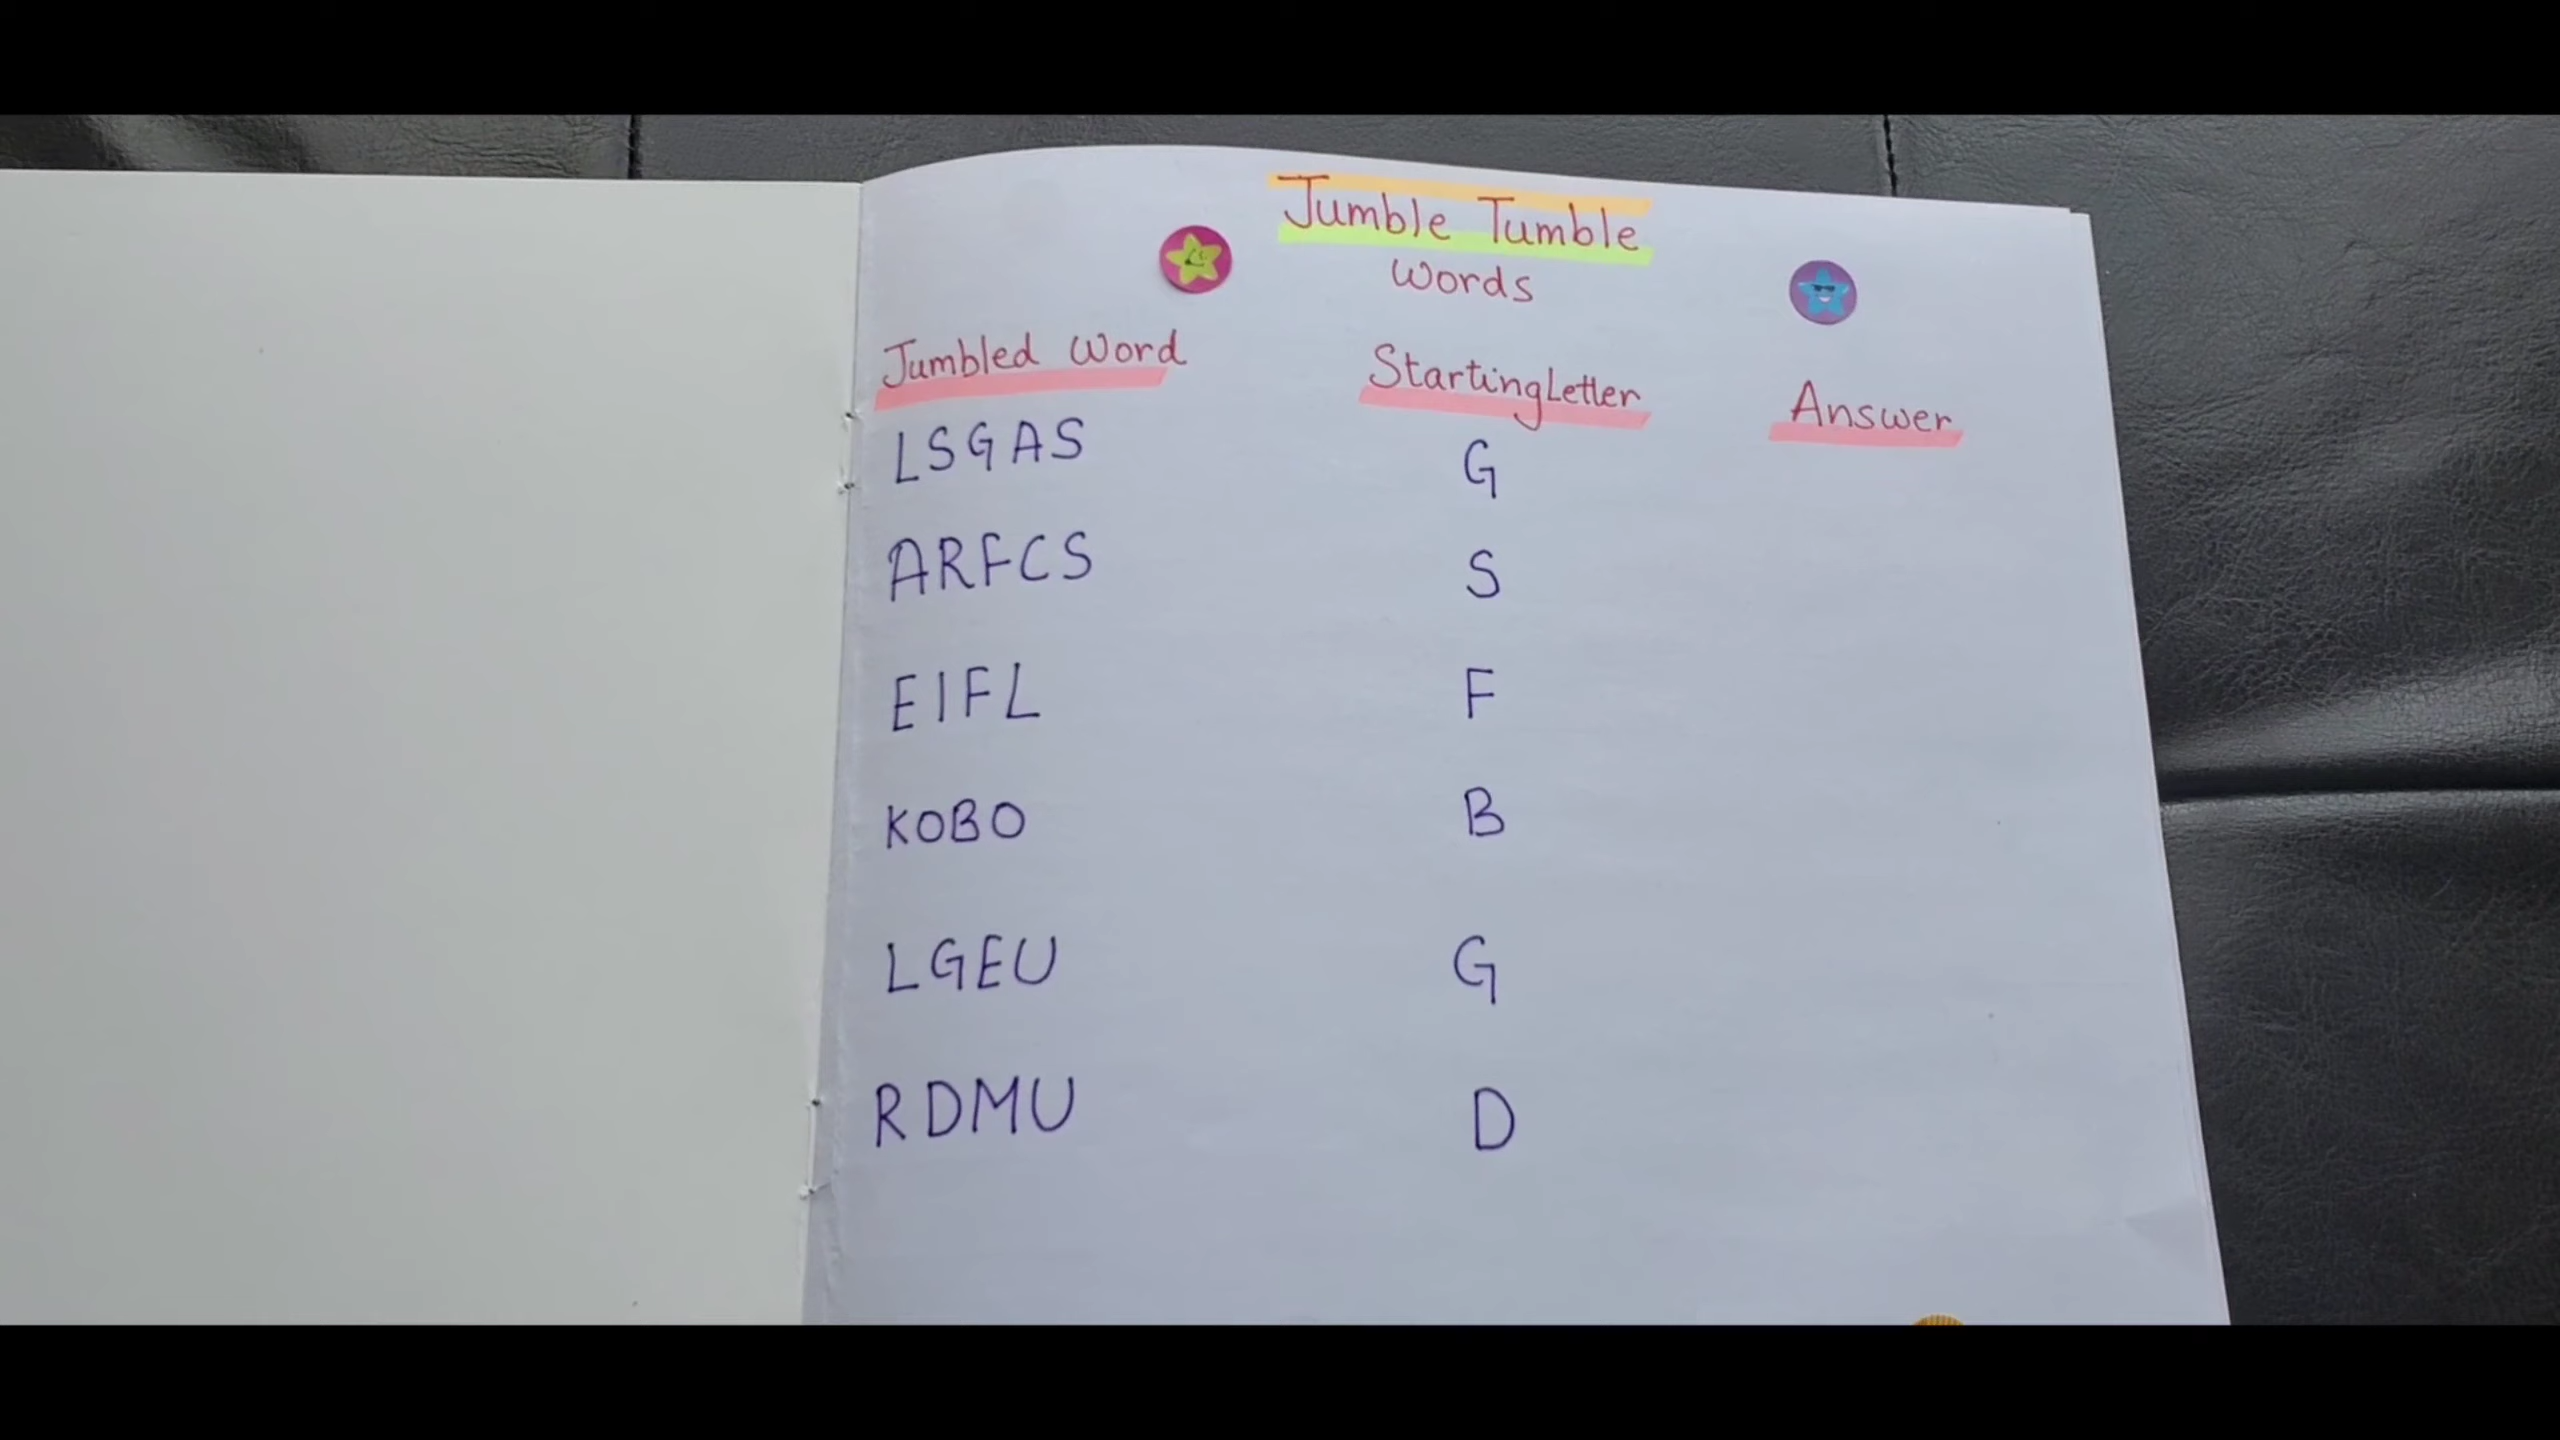 Jumble Tumble
Words
Jumbled Word StartingLetter Answer
LSGAS G
ARFCS S
EIFL F
KOBO B
LGEU G
RDMU D